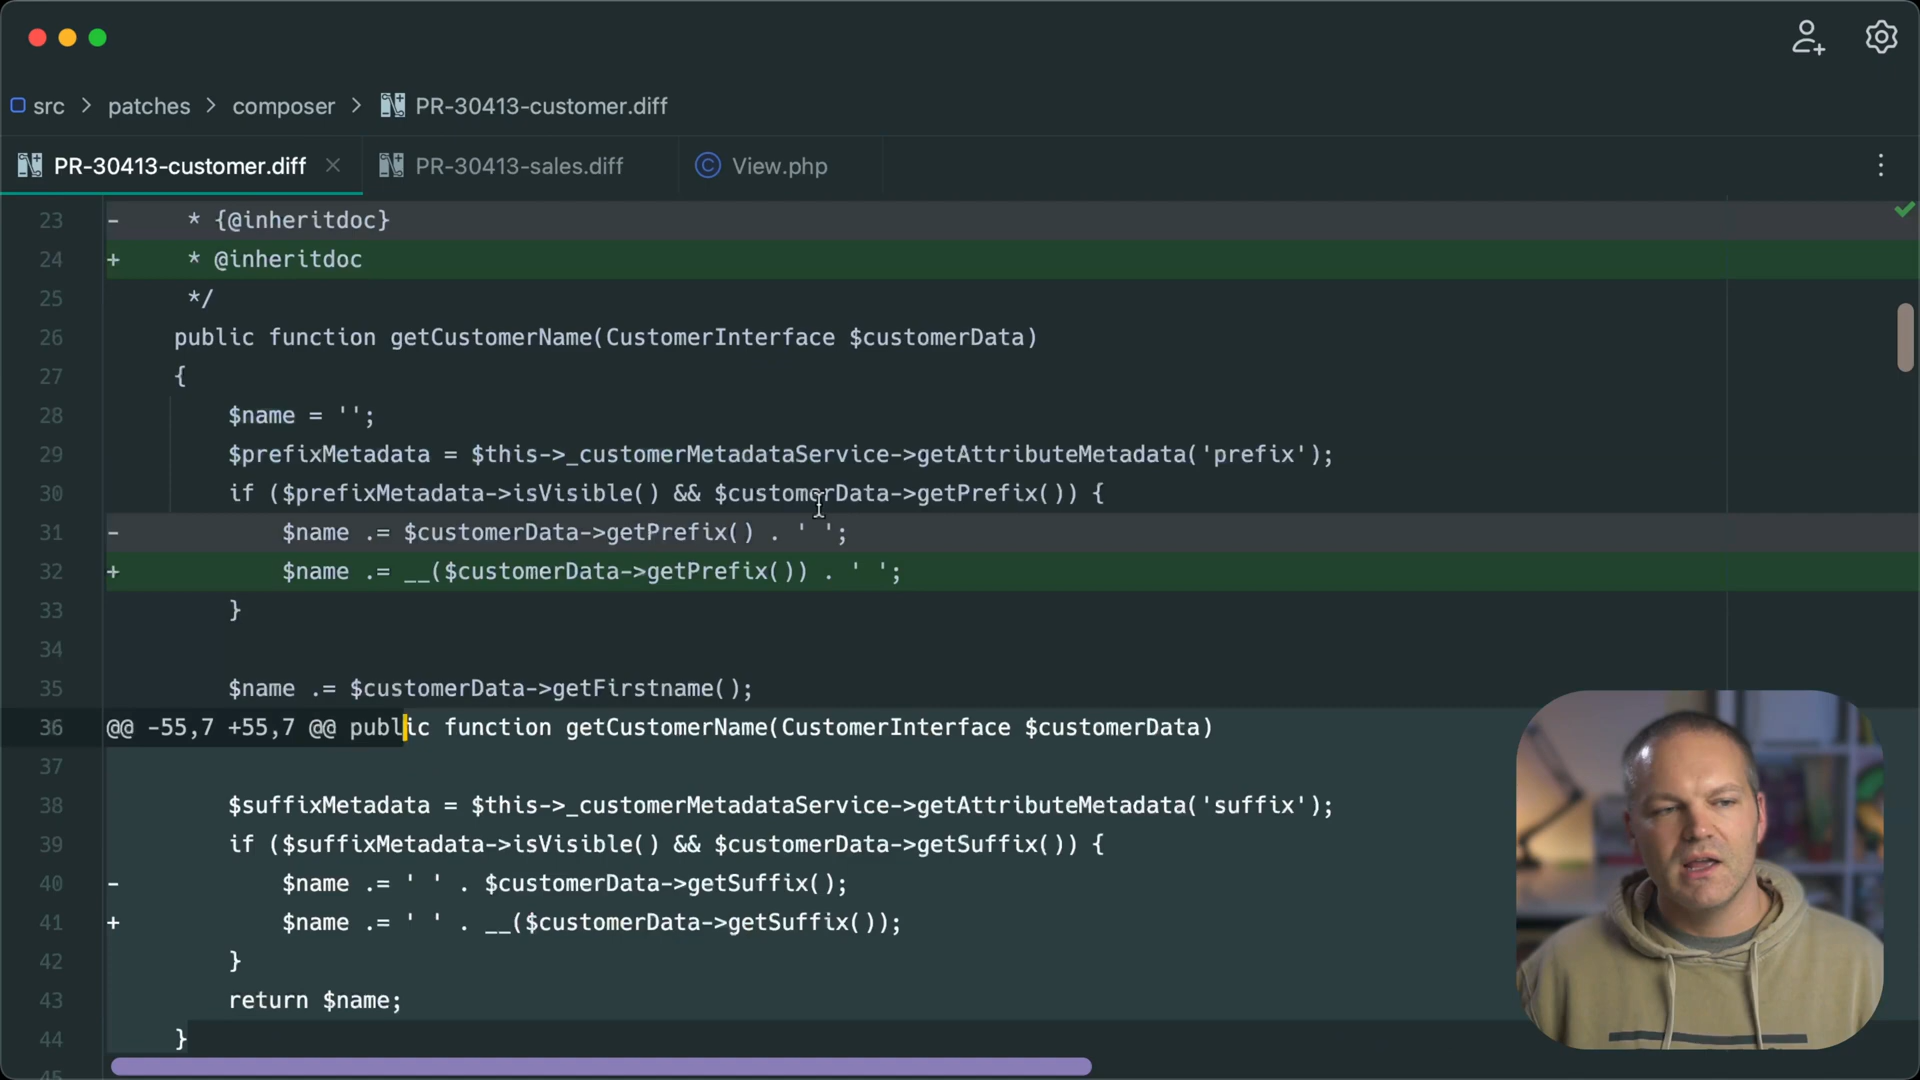 src > patches > composer > PR-30413-customer.diff
PR-30413-customer.diff PR-30413-sales.diff View.php
23 - * {@inheritdoc}
24 + * @inheritdoc
25 */
26 public function getCustomerName(CustomerInterface $customerData)
27 {
28 $name = '';
29 $prefixMetadata = $this->_customerMetadataService->getAttributeMetadata('prefix');
30 if ($prefixMetadata->isVisible() && $customerData->getPrefix()) {
31 - $name .= $customerData->getPrefix() . ' ';
32 + $name .= __($customerData->getPrefix()) . ' ';
33 }
34
35 $name .= $customerData->getFirstname();
36 @@ -55,7 +55,7 @@ public function getCustomerName(CustomerInterface $customerData)
37
38 $suffixMetadata = $this->_customerMetadataService->getAttributeMetadata('suffix');
39 if ($suffixMetadata->isVisible() && $customerData->getSuffix()) {
40 - $name .= ' ' . $customerData->getSuffix();
41 + $name .= ' ' . __($customerData->getSuffix());
42 }
43 return $name;
44 }
45